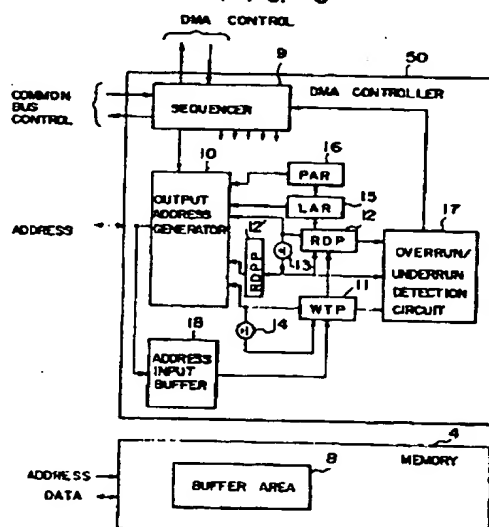 DMA CONTROL
9
50
COMMON
BUS
CONTROL
SEQUENCER
DMA CONTROLLER
10
16
PAR
15
LAR
17
OUTPUT
ADDRESS
GENERATOR
ADDRESS
12'
12
RDP
RDPP
13
OVERRUN/
UNDERRUN
DETECTION
CIRCUIT
11
WTP
14
18
ADDRESS
INPUT
BUFFER
4
MEMORY
8
ADDRESS
DATA
BUFFER AREA